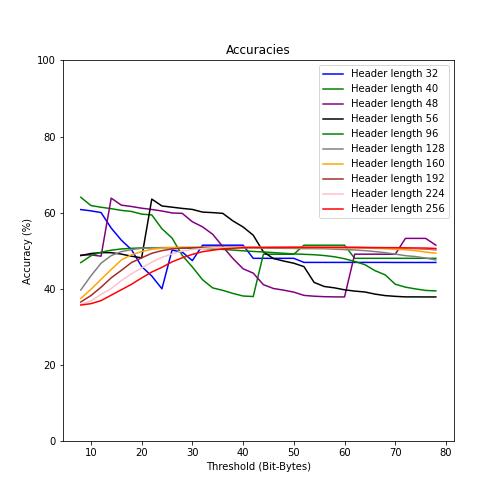 Accuracies
100
80
60
40
20
0
Accuracy (%)
Header length 32
Header length 40
Header length 48
Header length 56
Header length 96
Header length 128
Header length 160
Header length 192
Header length 224
Header length 256
10 20 30 40 50 60 70 80
Threshold (Bit-Bytes)